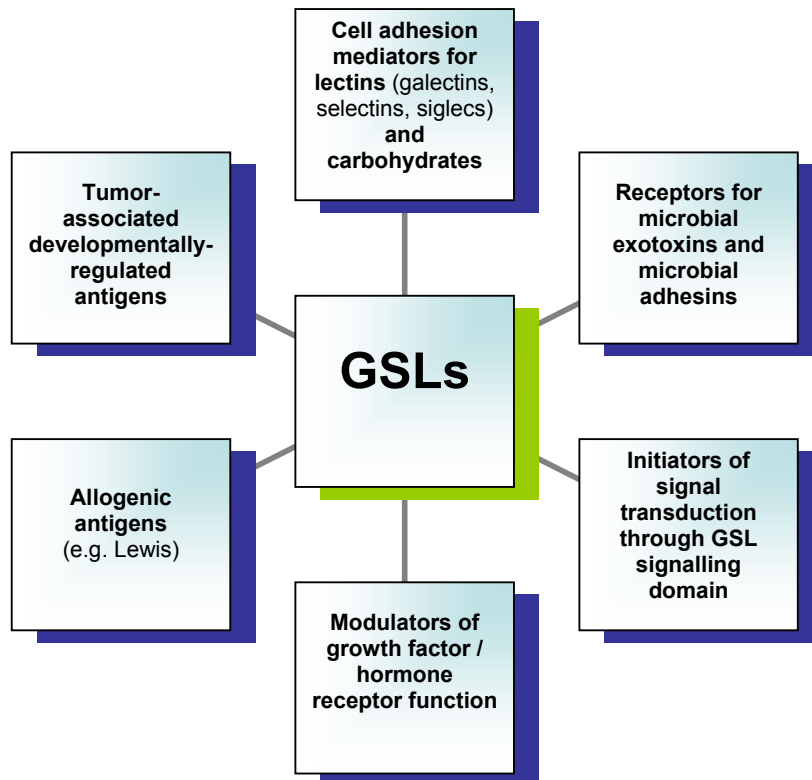 Cell adhesion
mediators for
lectins (galectins,
selectins, siglecs)
and
carbohydrates
Tumor-
associated
developmentally-
regulated
antigens
Receptors for
microbial
exotoxins and
microbial
adhesins
GSLs
Allogenic
antigens
(e.g. Lewis)
Initiators of
signal
transduction
through GSL
signalling
domain
Modulators of
growth factor /
hormone
receptor function